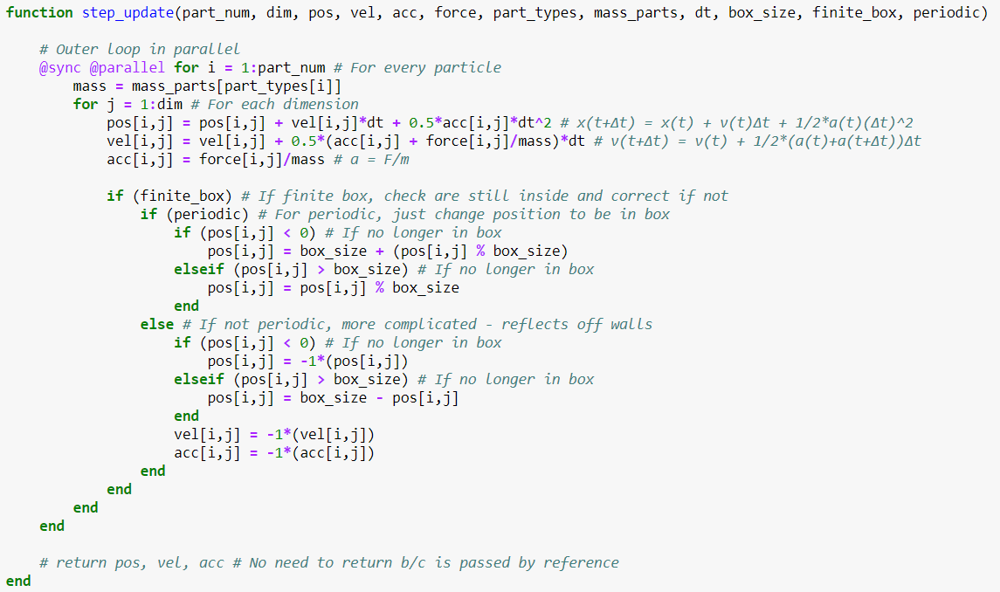 function step_update(part_num, dim, pos, vel, acc, force, part_types, mass_parts, dt, box_size, finite_box, periodic)
# Outer loop in parallel
@sync @parallel for i = 1:part_num # For every particle
mass = mass_parts[part_types[i]]
for j = 1:dim # For each dimension
pos[i,j] = pos[i,j] + vel[i,j]*dt + 0.5*acc[i,j]*dt^2 # x(t+Δt) = x(t) + v(t)Δt + 1/2*a(t)(Δt)^2
vel[i,j] = vel[i,j] + 0.5*(acc[i,j] + force[i,j]/mass)*dt # v(t+Δt) = v(t) + 1/2*(a(t)+a(t+Δt))Δt
acc[i,j] = force[i,j]/mass # a = F/m
if (finite_box) # If finite box, check are still inside and correct if not
if (periodic) # For periodic, just change position to be in box
if (pos[i,j] < 0) # If no longer in box
pos[i,j] = box_size + (pos[i,j] % box_size)
elseif (pos[i,j] > box_size) # If no longer in box
pos[i,j] = pos[i,j] % box_size
end
else # If not periodic, more complicated - reflects off walls
if (pos[i,j] < 0) # If no longer in box
pos[i,j] = -1*(pos[i,j])
elseif (pos[i,j] > box_size) # If no longer in box
pos[i,j] = box_size - pos[i,j]
end
vel[i,j] = -1*(vel[i,j])
acc[i,j] = -1*(acc[i,j])
end
end
end
end
# return pos, vel, acc # No need to return b/c is passed by reference
end